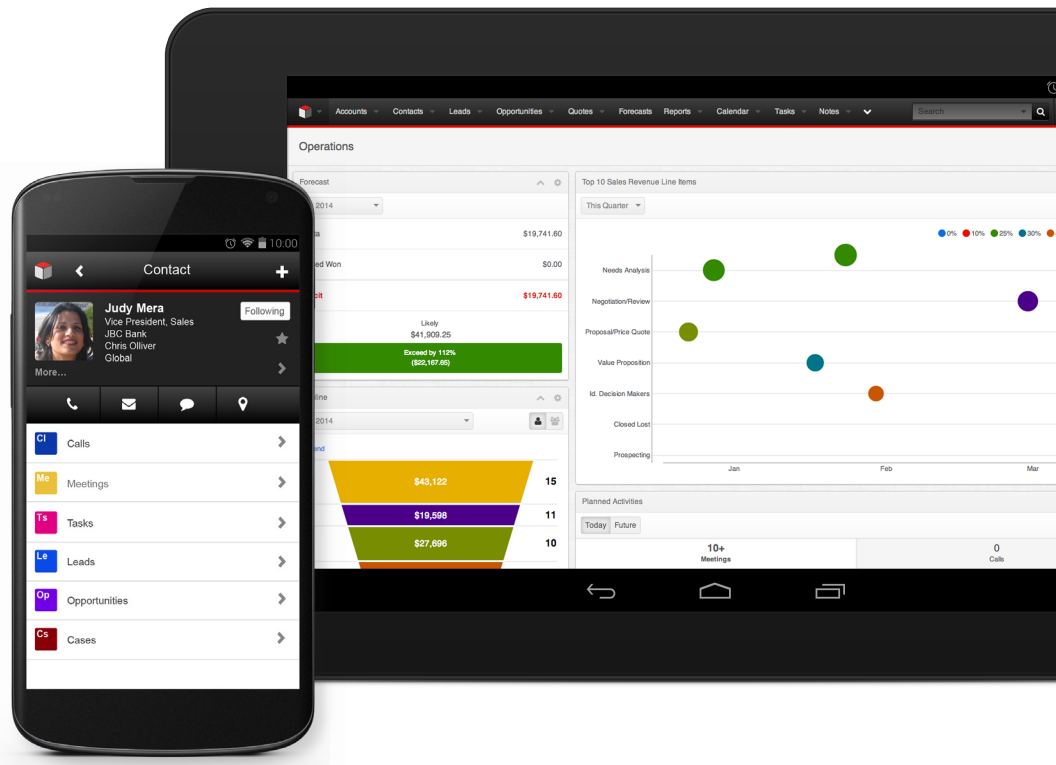 10:00
Contact
Judy Mera
Following
Vice President, Sales
JBC Bank
Chris Olliver
Global
More...
Cl Calls
Me Meetings
Ts Tasks
Le Leads
Op Opportunities
Cs Cases
Accounts Contacts Leads Opportunities Quotes Forecasts Reports Calendar Tasks Notes Search
Operations
Forecast
2014
$19,741.60
Won $0.00
$19,741.60
Likely
$41,909.25
Exceed by 112%
($22,167.65)
2014
$43,122 15
$19,598 11
$27,696 10
Top 10 Sales Revenue Line Items
This Quarter
0% 10% 25% 30%
Needs Analysis
Negotiation/Review
Proposal/Price Quote
Value Proposition
Id. Decision Makers
Closed Lost
Prospecting
Jan Feb Mar
Planned Activities
Today Future
10+ 0
Meetings Calls